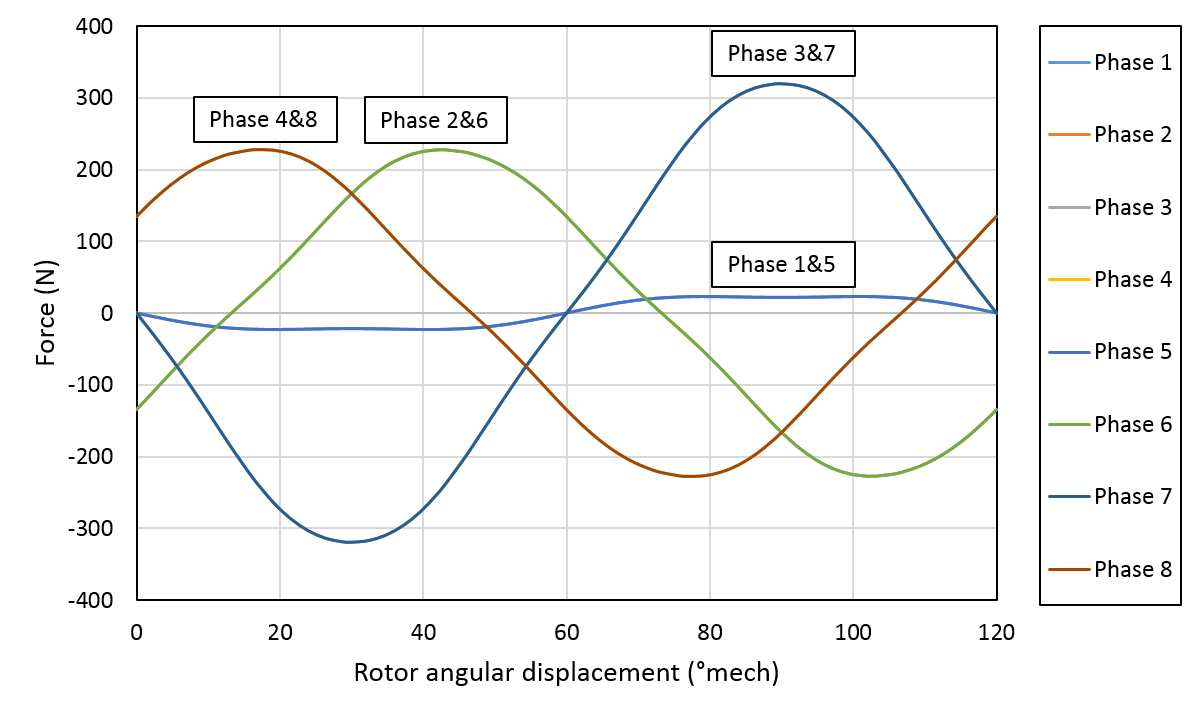 400
300
200
100
0
-100
-200
-300
-400
Force (N)
0 20 40 60 80 100 120
Rotor angular displacement (°mech)
Phase 4&8
Phase 2&6
Phase 3&7
Phase 1&5
Phase 1
Phase 2
Phase 3
Phase 4
Phase 5
Phase 6
Phase 7
Phase 8